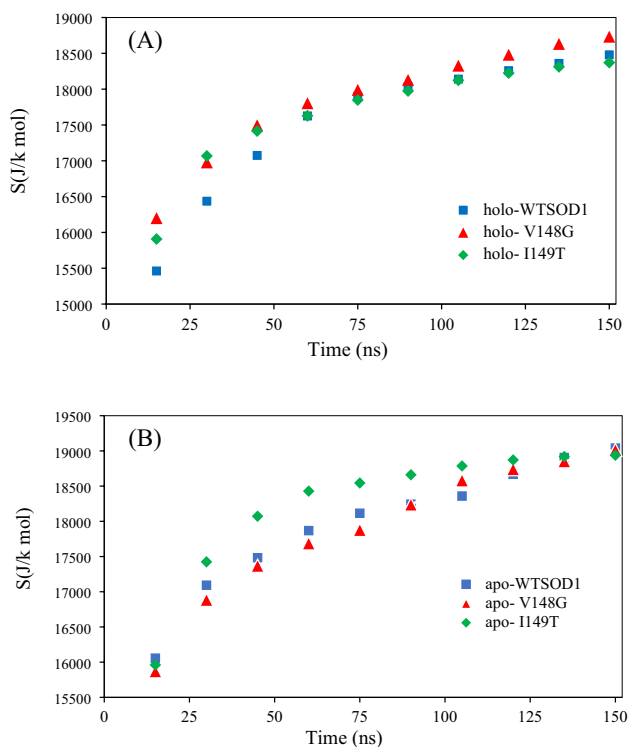 (A)
S(J/k mol)
19000
18500
18000
17500
17000
16500
16000
15500
15000
0 25 50 75 100 125 150
Time (ns)
holo-WTSOD1
holo- V148G
holo- I149T
(B)
S(J/k mol)
19500
19000
18500
18000
17500
17000
16500
16000
15500
0 25 50 75 100 125 150
Time (ns)
apo-WTSOD1
apo- V148G
apo- I149T